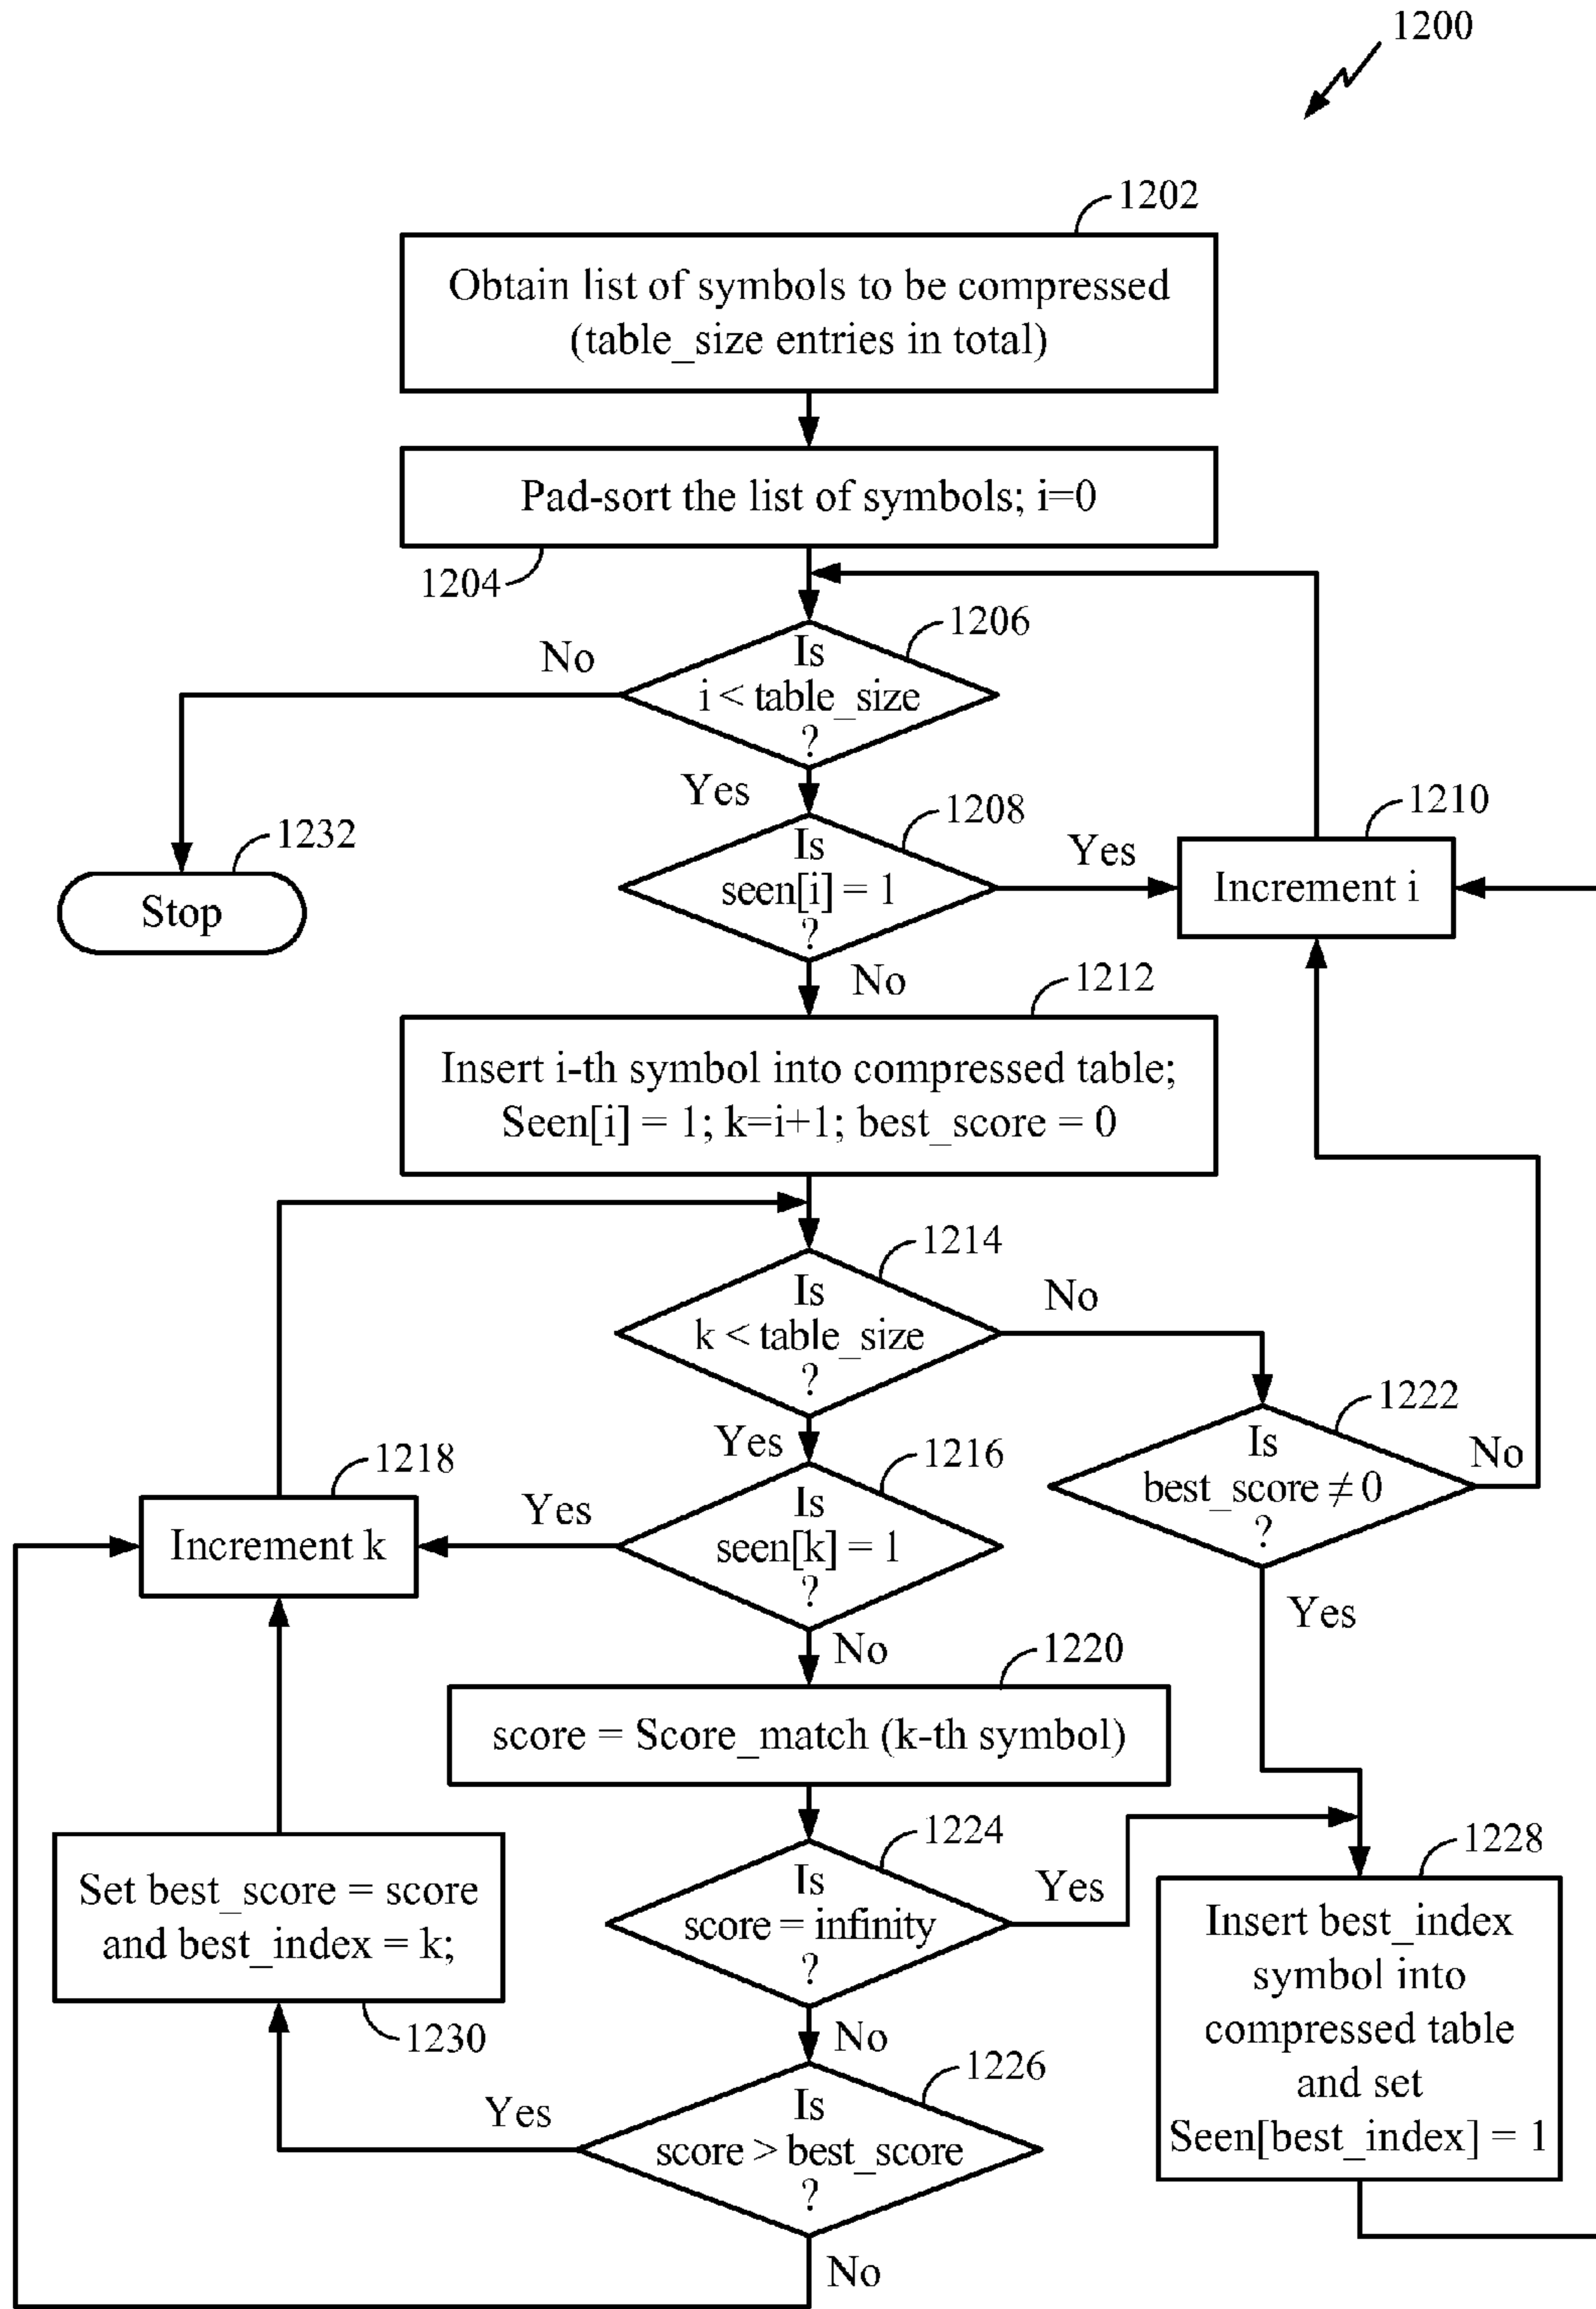 1200
1202
Obtain list of symbols to be compressed
(table_size entries in total)
Pad-sort the list of symbols; i=0
1204
1206
Is
i < table_size
?
No
Yes
1208
Is
seen[i] = 1
?
Yes
1210
Increment i
1232
Stop
No
1212
Insert i-th symbol into compressed table;
Seen[i] = 1; k=i+1; best_score = 0
1214
Is
k < table_size
?
No
Yes
1222
Is
best_score ≠ 0
?
No
Yes
1216
Is
seen[k] = 1
?
Yes
1218
Increment k
No
1220
score = Score_match (k-th symbol)
1224
Is
score = infinity
?
Yes
1228
Insert best_index
symbol into
compressed table
and set
Seen[best_index] = 1
Set best_score = score
and best_index = k;
1230
No
1226
Is
score > best_score
?
Yes
No